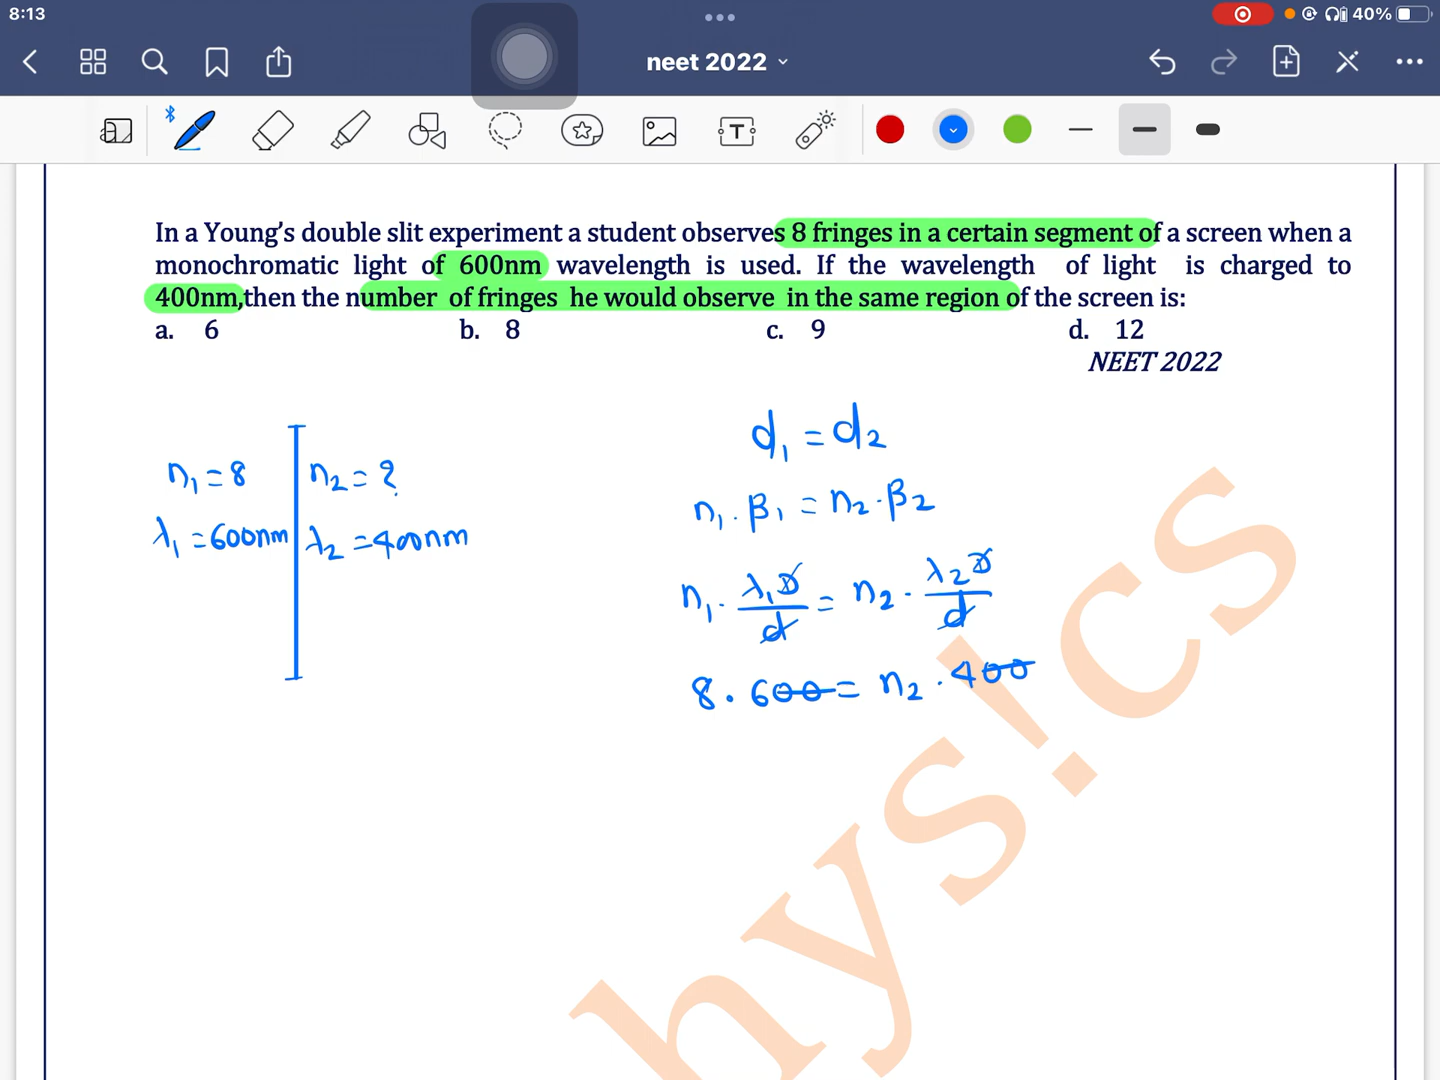 8:13
40%
neet 2022
T
In a Young's double slit experiment a student observes 8 fringes in a certain segment of a screen when a
monochromatic light of 600nm wavelength is used. If the wavelength of light is charged to
400nm,then the number of fringes he would observe in the same region of the screen is:
a. 6 b. 8 c. 9 d. 12
NEET 2022
d₁ = d₂
n₁ = 8 n₂ = ?
n₁ · β₁ = n₂ · β₂
λ₁ = 600nm λ₂ = 400nm
n₁ · λ₁D/d = n₂ · λ₂D/d
8 · 600 = n₂ · 400
hys!cs